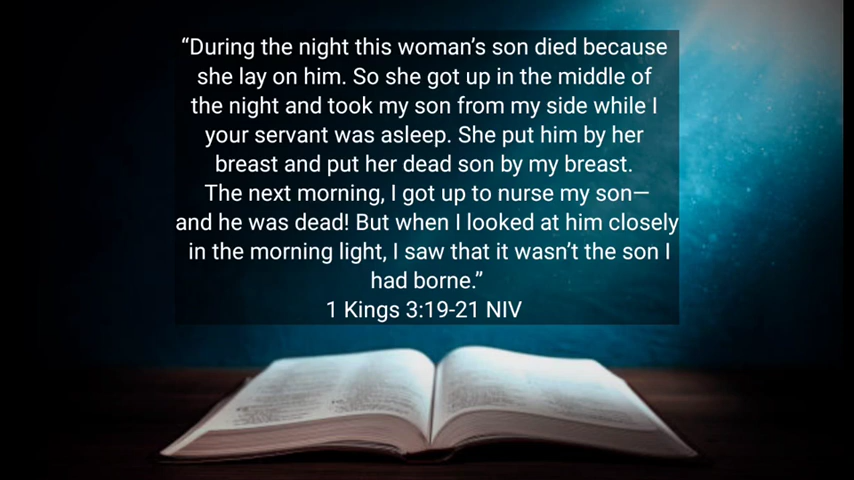 “During the night this woman’s son died because
she lay on him. So she got up in the middle of
the night and took my son from my side while I
your servant was asleep. She put him by her
breast and put her dead son by my breast.
The next morning, I got up to nurse my son—
and he was dead! But when I looked at him closely
in the morning light, I saw that it wasn’t the son I
had borne.”
1 Kings 3:19-21 NIV